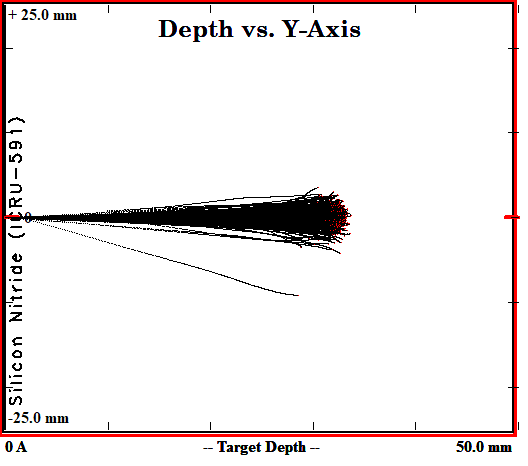 + 25.0 mm
Depth vs. Y-Axis
Silicon Nitride (ICRU-591)
-25.0 mm
0 A
-- Target Depth --
50.0 mm